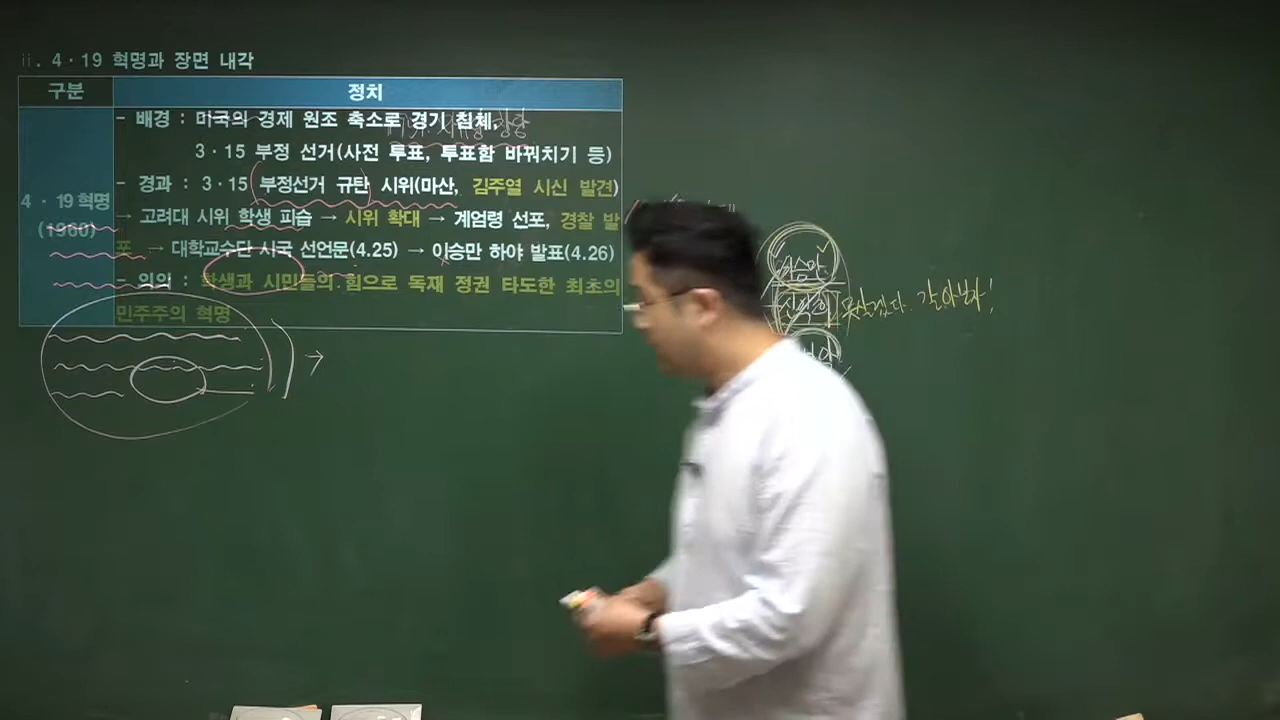 ii. 4·19 혁명과 장면 내각
구분
정치
4·19혁명
(1960)
- 배경 : 미국의 경제 원조 축소로 경기 침체,
3·15 부정 선거(사전 투표, 투표함 바꿔치기 등)
- 경과 : 3·15 부정선거 규탄 시위(마산, 김주열 시신 발견)
→ 고려대 시위 학생 피습 → 시위 확대 → 계엄령 선포, 경찰 발
포 → 대학교수단 시국 선언문(4.25) → 이승만 하야 발표(4.26)
- 의의 : 학생과 시민들의 힘으로 독재 정권 타도한 최초의
민주주의 혁명
못살겠다. 갈아보자!